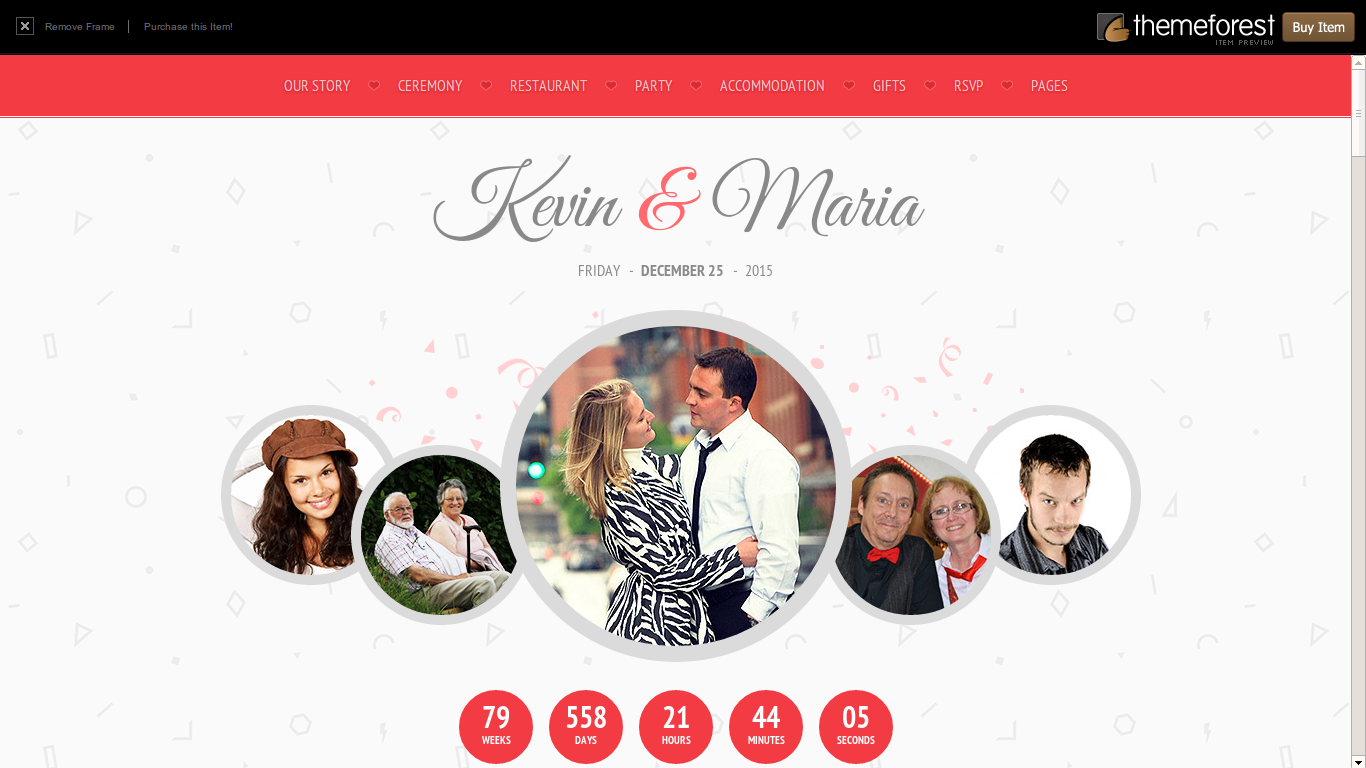 Remove Frame | Purchase this Item!
themeforest
ITEM PREVIEW
Buy Item
OUR STORY CEREMONY RESTAURANT PARTY ACCOMMODATION GIFTS RSVP PAGES
Kevin & Maria
FRIDAY - DECEMBER 25 - 2015
79 558 21 44 05
WEEKS DAYS HOURS MINUTES SECONDS